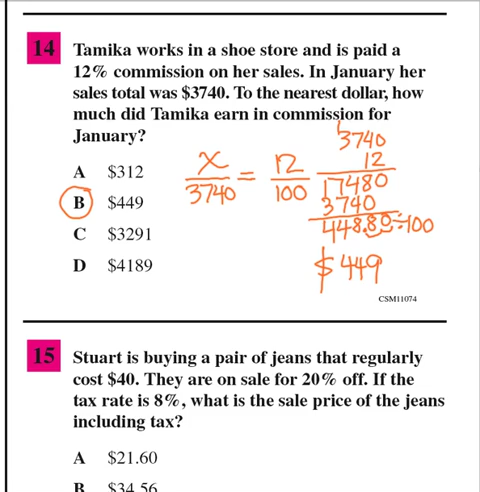 14 Tamika works in a shoe store and is paid a
12% commission on her sales. In January her
sales total was $3740. To the nearest dollar, how
much did Tamika earn in commission for
January?
A $312
B $449
C $3291
D $4189
x/3740 = 12/100
3740
12
17480
3740
448.80÷100
$449
CSM11074
15 Stuart is buying a pair of jeans that regularly
cost $40. They are on sale for 20% off. If the
tax rate is 8%, what is the sale price of the jeans
including tax?
A $21.60
B $34.56